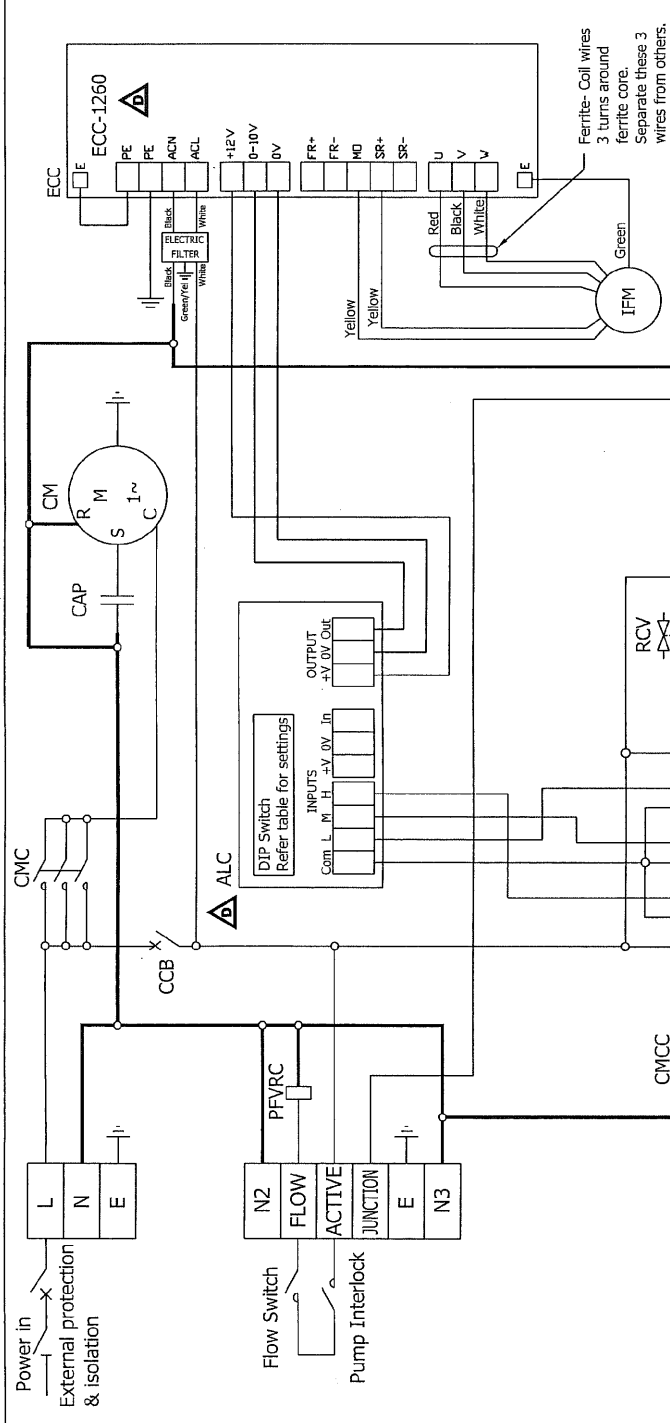 Power in
External protection
& isolation
L
N
E
Flow Switch
Pump Interlock
N2
FLOW
ACTIVE
JUNCTION
E
N3
PFVRC
CMC
CCB
CMCC
CAP
CM
R
M
S
1~
C
ALC
D
DIP Switch
Refer table for settings
INPUTS
Com L M H
+V 0V In
OUTPUT
+V 0V Out
RCV
ECC
ECC-1260
D
E
PE
PE
ACN
ACL
Black
White
ELECTRIC
FILTER
Black
Green/Yel
White
+12V
0-10V
0V
FR+
FR-
MO
SR+
SR-
U
V
W
E
Red
Black
White
Yellow
Yellow
Green
IFM
Ferrite- Coil wires
3 turns around
ferrite core.
Separate these 3
wires from others.